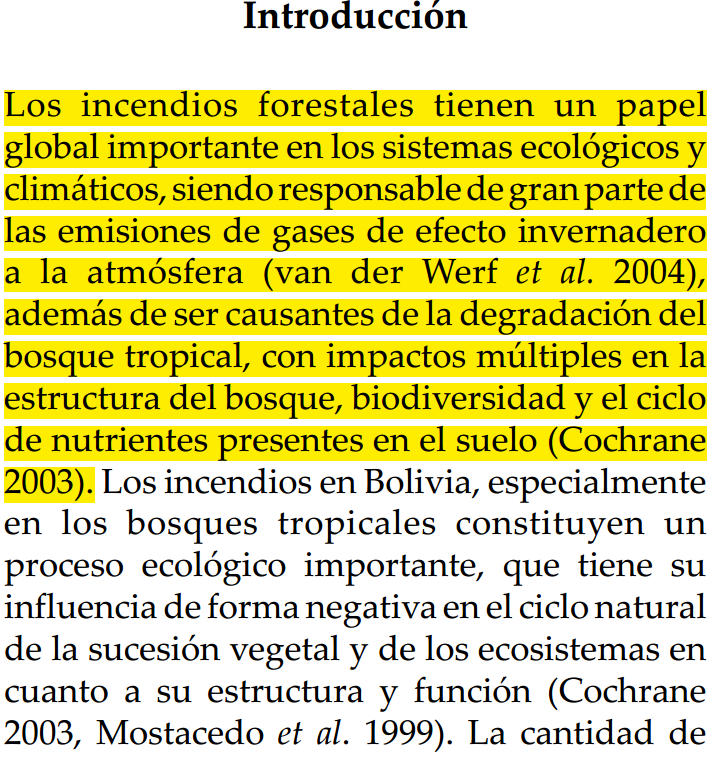 Introducción
Los incendios forestales tienen un papel
global importante en los sistemas ecológicos y
climáticos, siendo responsable de gran parte de
las emisiones de gases de efecto invernadero
a la atmósfera (van der Werf et al. 2004),
además de ser causantes de la degradación del
bosque tropical, con impactos múltiples en la
estructura del bosque, biodiversidad y el ciclo
de nutrientes presentes en el suelo (Cochrane
2003). Los incendios en Bolivia, especialmente
en los bosques tropicales constituyen un
proceso ecológico importante, que tiene su
influencia de forma negativa en el ciclo natural
de la sucesión vegetal y de los ecosistemas en
cuanto a su estructura y función (Cochrane
2003, Mostacedo et al. 1999). La cantidad de